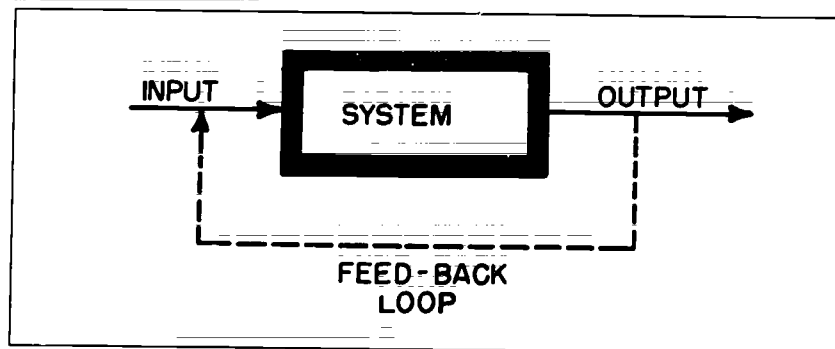 INPUT
SYSTEM
OUTPUT
FEED-BACK
LOOP